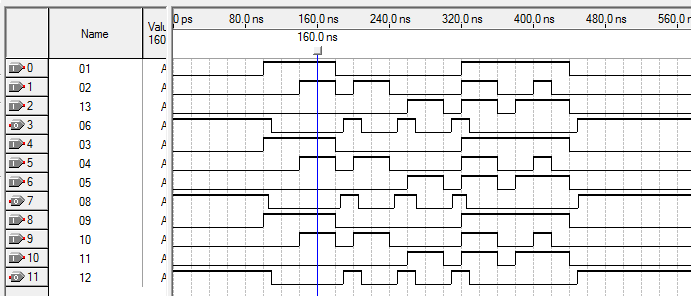 Name
Valu
160
0 ps
80.0 ns
160.0 ns
240.0 ns
320.0 ns
400.0 ns
480.0 ns
560.0 n
160.0 ns
0 01 A
1 02 A
2 13 A
3 06 A
4 03 A
5 04 A
6 05 A
7 08 A
8 09 A
9 10 A
10 11 A
11 12 A